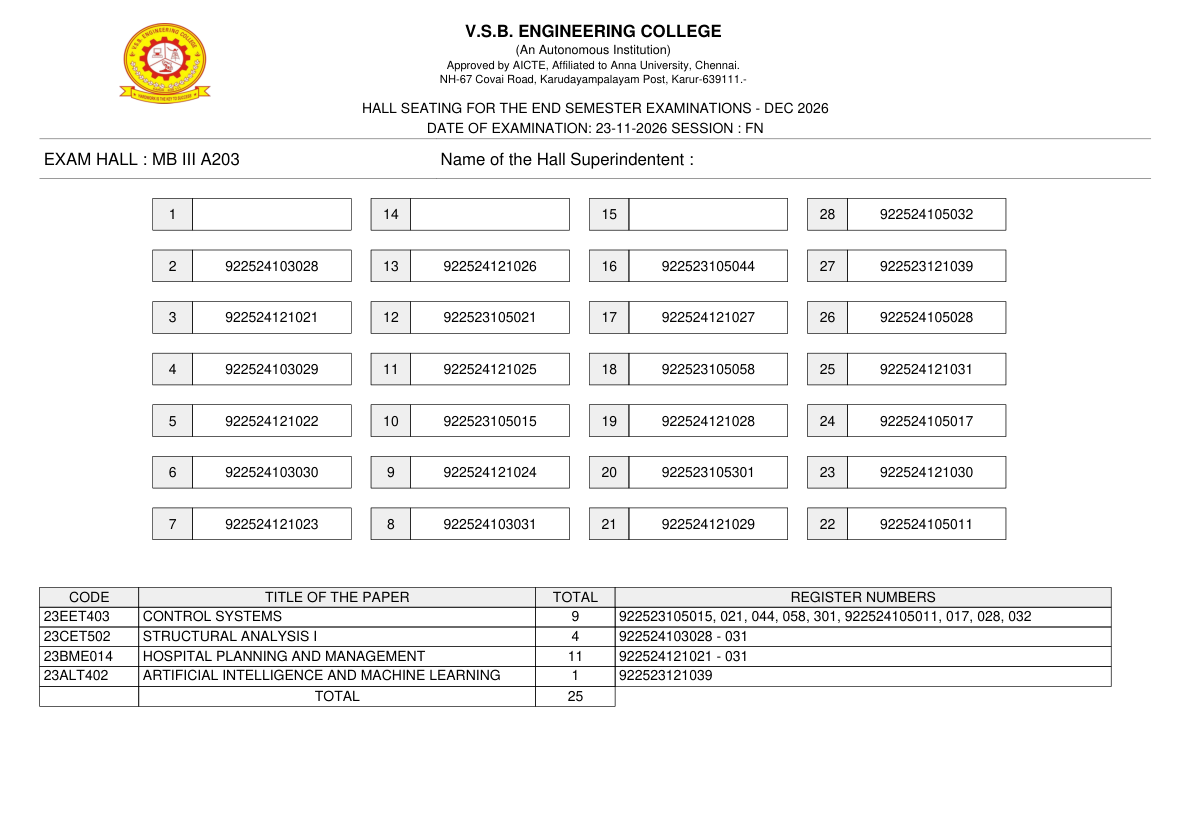 V.S.B. ENGINEERING COLLEGE
(An Autonomous Institution)
Approved by AICTE, Affiliated to Anna University, Chennai.
NH-67 Covai Road, Karudayampalayam Post, Karur-639111.-
HALL SEATING FOR THE END SEMESTER EXAMINATIONS - DEC 2026
DATE OF EXAMINATION: 23-11-2026 SESSION : FN
EXAM HALL : MB III A203 Name of the Hall Superindentent :
1 14 15 28 922524105032
2 922524103028 13 922524121026 16 922523105044 27 922523121039
3 922524121021 12 922523105021 17 922524121027 26 922524105028
4 922524103029 11 922524121025 18 922523105058 25 922524121031
5 922524121022 10 922523105015 19 922524121028 24 922524105017
6 922524103030 9 922524121024 20 922523105301 23 922524121030
7 922524121023 8 922524103031 21 922524121029 22 922524105011
CODE TITLE OF THE PAPER TOTAL REGISTER NUMBERS
23EET403 CONTROL SYSTEMS 9 922523105015, 021, 044, 058, 301, 922524105011, 017, 028, 032
23CET502 STRUCTURAL ANALYSIS I 4 922524103028 - 031
23BME014 HOSPITAL PLANNING AND MANAGEMENT 11 922524121021 - 031
23ALT402 ARTIFICIAL INTELLIGENCE AND MACHINE LEARNING 1 922523121039
TOTAL 25